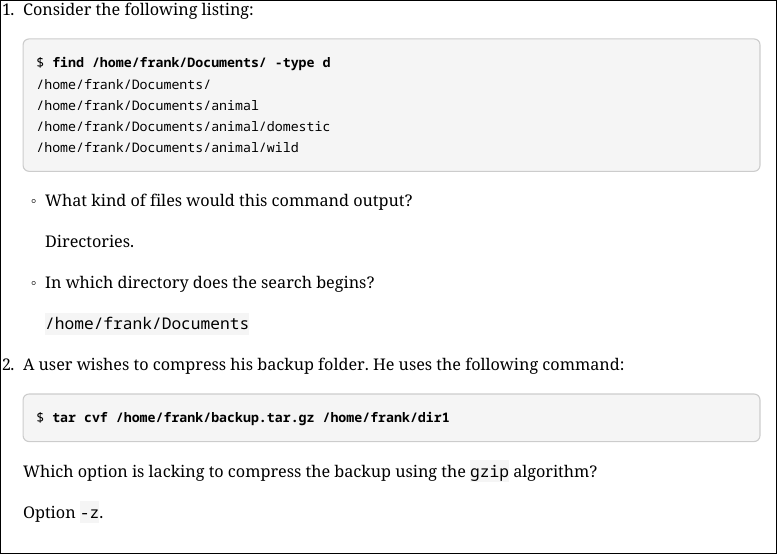 1. Consider the following listing:
$ find /home/frank/Documents/ -type d
/home/frank/Documents/
/home/frank/Documents/animal
/home/frank/Documents/animal/domestic
/home/frank/Documents/animal/wild
◦ What kind of files would this command output?
Directories.
◦ In which directory does the search begins?
/home/frank/Documents
2. A user wishes to compress his backup folder. He uses the following command:
$ tar cvf /home/frank/backup.tar.gz /home/frank/dir1
Which option is lacking to compress the backup using the gzip algorithm?
Option -z.